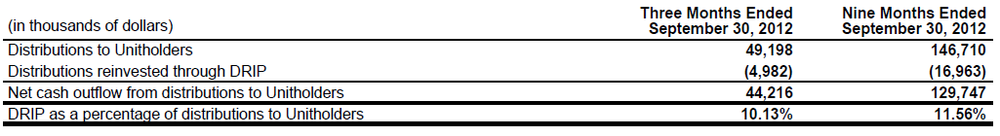 Three Months Ended Nine Months Ended
(in thousands of dollars) September 30, 2012 September 30, 2012
Distributions to Unitholders 49,198 146,710
Distributions reinvested through DRIP (4,982) (16,963)
Net cash outflow from distributions to Unitholders 44,216 129,747
DRIP as a percentage of distributions to Unitholders 10.13% 11.56%